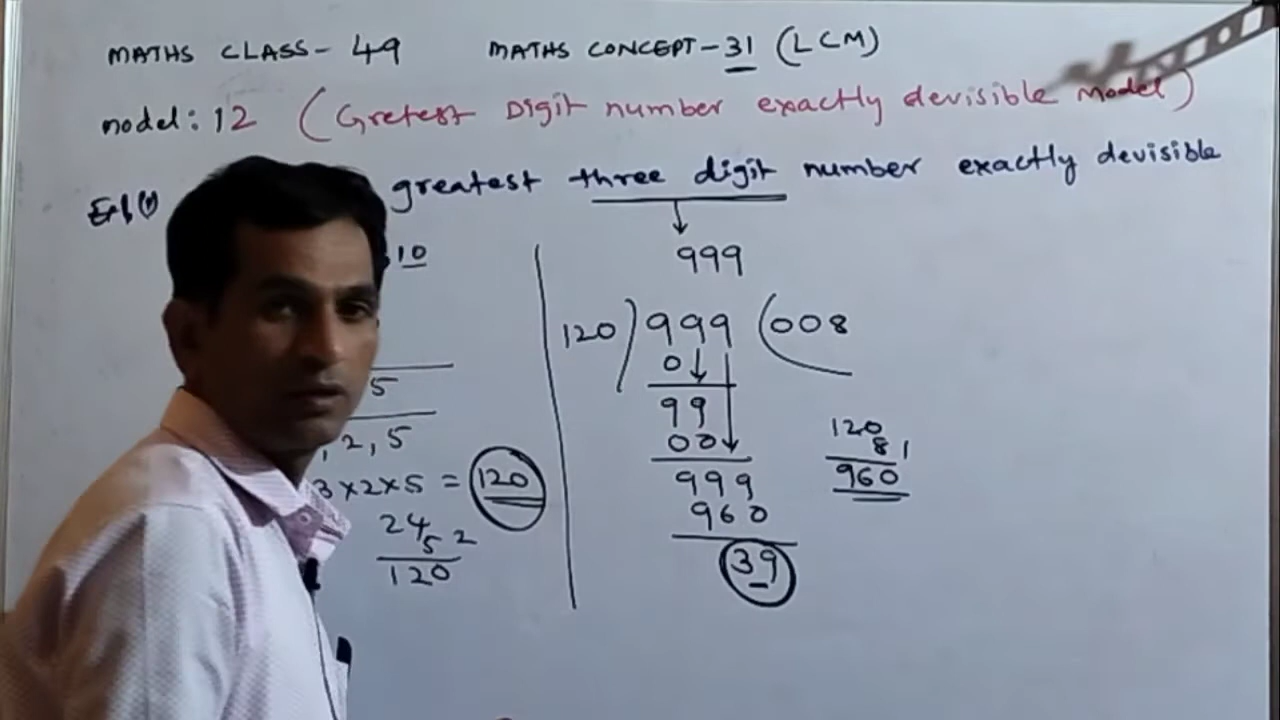 MATHS CLASS - 49 MATHS CONCEPT - 31 (LCM)
model: 12 (Gretest Digit number exactly devisible Model)
greatest three digit number exactly devisible
10
999
120) 999 (008
0
99
00
999
960
39
120
8 1
960
5
, 2, 5
3 x 2 x 5 = 120
24
5 2
120